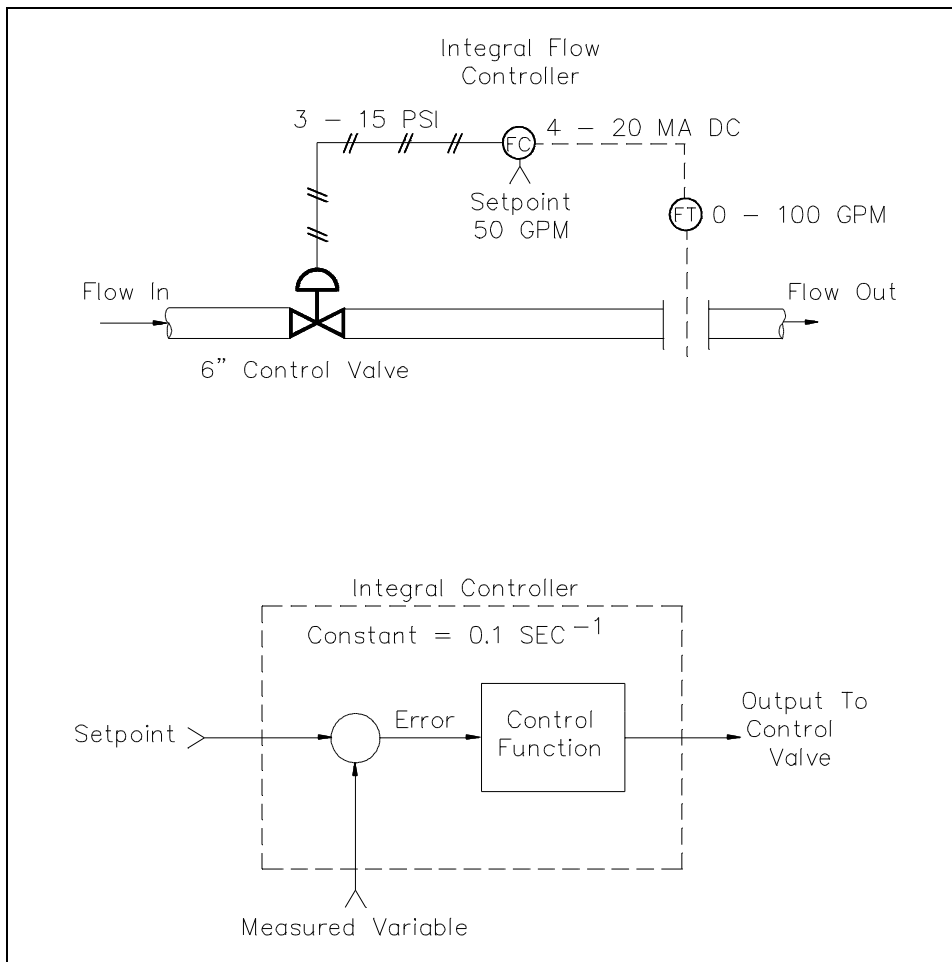 Integral Flow
Controller
3 - 15 PSI
FC
4 - 20 MA DC
Setpoint
50 GPM
FT
0 - 100 GPM
Flow In
Flow Out
6" Control Valve
Integral Controller
Constant = 0.1 SEC⁻¹
Setpoint
Error
Control
Function
Output To
Control
Valve
Measured Variable